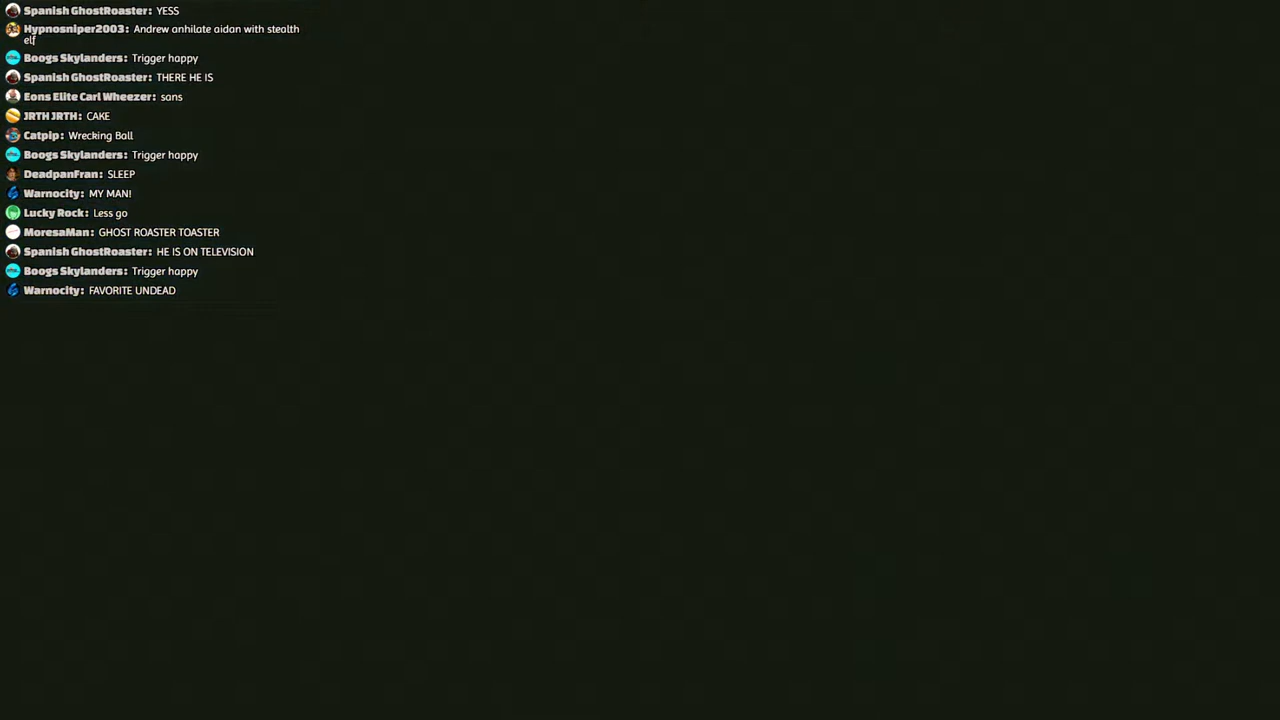 Spanish GhostRoaster: YESS
Hypnosniper2003: Andrew anhilate aidan with stealth
elf
Boogs Skylanders: Trigger happy
Spanish GhostRoaster: THERE HE IS
Eons Elite Carl Wheezer: sans
JRTH JRTH: CAKE
Catpip: Wrecking Ball
Boogs Skylanders: Trigger happy
DeadpanFran: SLEEP
Warnocity: MY MAN!
Lucky Rock: Less go
MoresaMan: GHOST ROASTER TOASTER
Spanish GhostRoaster: HE IS ON TELEVISION
Boogs Skylanders: Trigger happy
Warnocity: FAVORITE UNDEAD